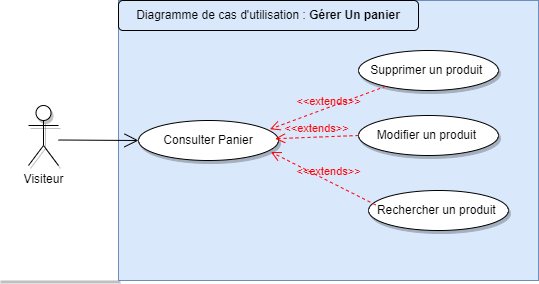 Diagramme de cas d'utilisation : Gérer Un panier
Supprimer un produit
<<extends>>
<<extends>>
Modifier un produit
Consulter Panier
<<extends>>
Visiteur
Rechercher un produit